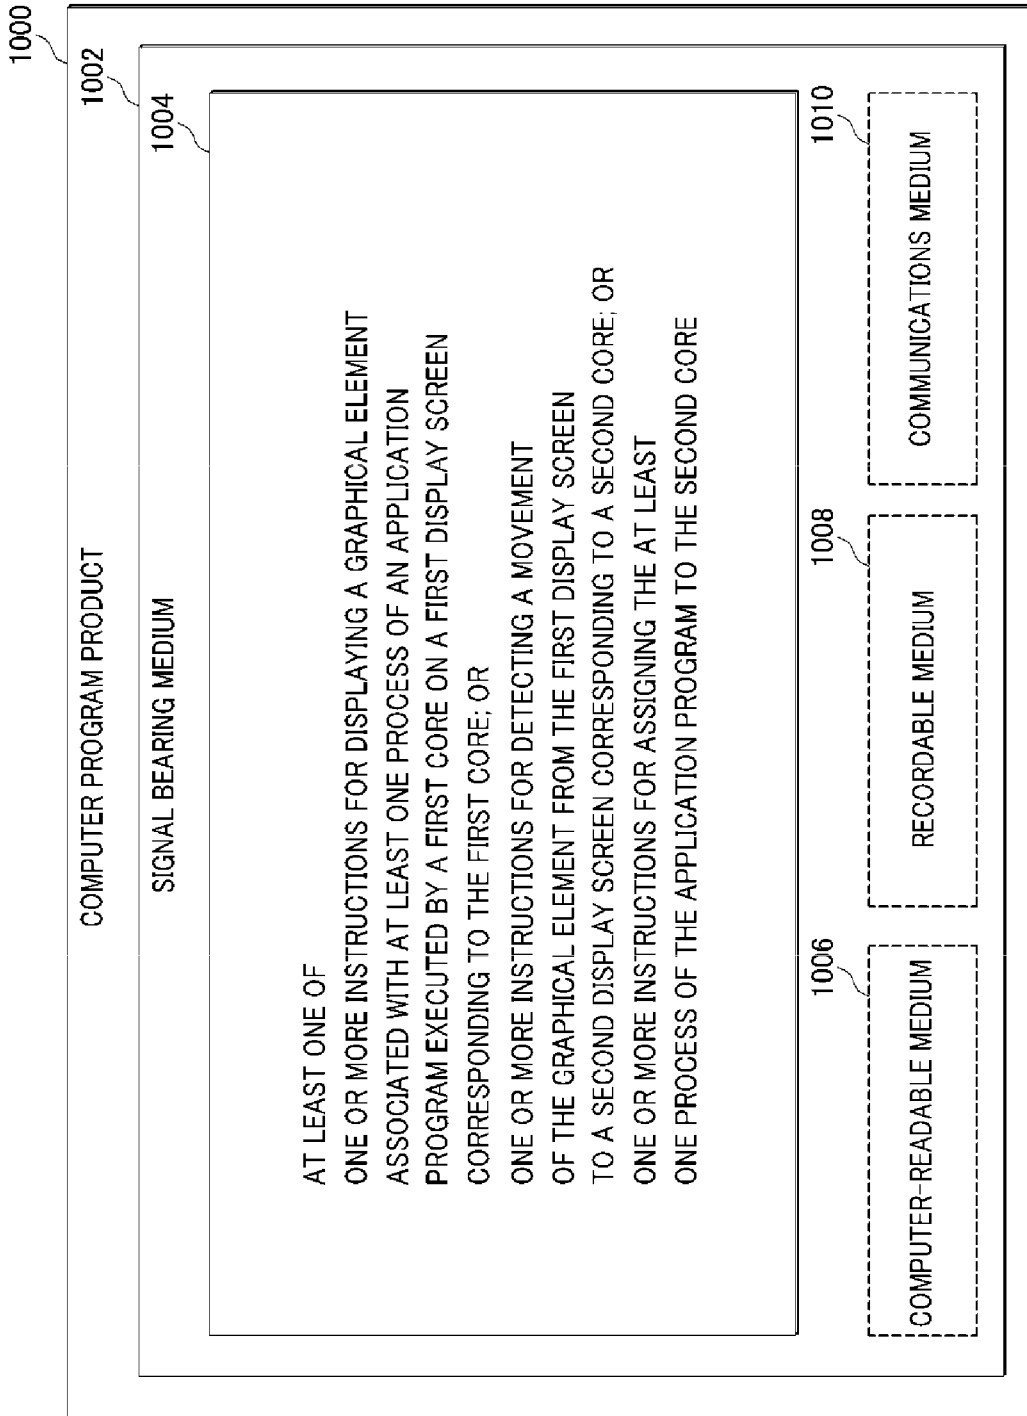 COMPUTER PROGRAM PRODUCT
1000
SIGNAL BEARING MEDIUM
1002
1004
AT LEAST ONE OF
ONE OR MORE INSTRUCTIONS FOR DISPLAYING A GRAPHICAL ELEMENT
ASSOCIATED WITH AT LEAST ONE PROCESS OF AN APPLICATION
PROGRAM EXECUTED BY A FIRST CORE ON A FIRST DISPLAY SCREEN
CORRESPONDING TO THE FIRST CORE; OR
ONE OR MORE INSTRUCTIONS FOR DETECTING A MOVEMENT
OF THE GRAPHICAL ELEMENT FROM THE FIRST DISPLAY SCREEN
TO A SECOND DISPLAY SCREEN CORRESPONDING TO A SECOND CORE; OR
ONE OR MORE INSTRUCTIONS FOR ASSIGNING THE AT LEAST
ONE PROCESS OF THE APPLICATION PROGRAM TO THE SECOND CORE
1006
COMPUTER-READABLE MEDIUM
1008
RECORDABLE MEDIUM
1010
COMMUNICATIONS MEDIUM